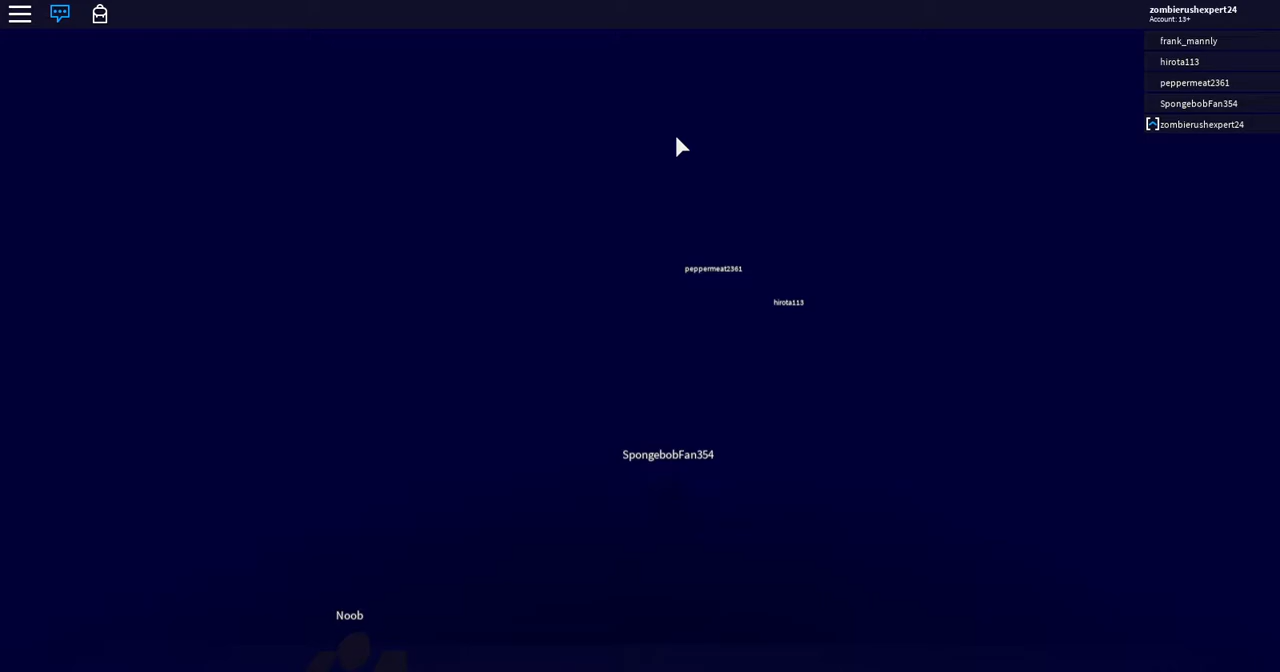 zombierushexpert24
Account: 13+
frank_mannly
hirota113
peppermeat2361
SpongebobFan354
zombierushexpert24
peppermeat2361
hirota113
SpongebobFan354
Noob